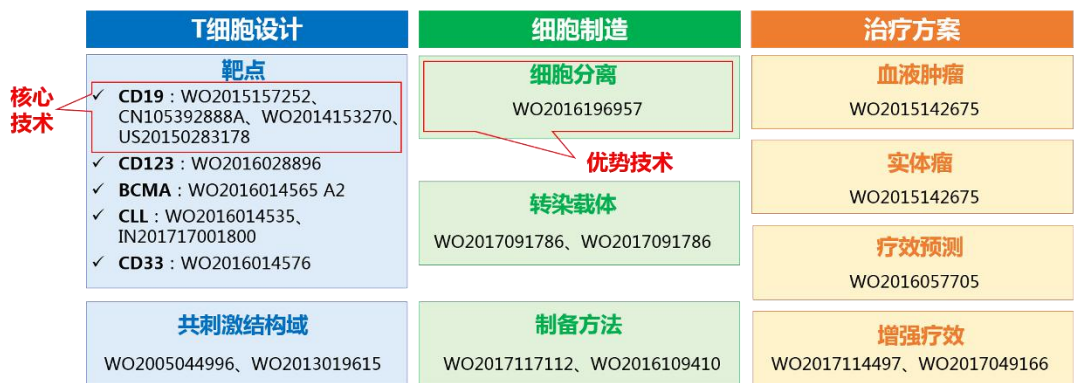 T细胞设计
靶点
核心
技术
✓ CD19：WO2015157252、
CN105392888A、WO2014153270、
US20150283178
✓ CD123：WO2016028896
✓ BCMA：WO2016014565 A2
✓ CLL：WO2016014535、
IN201717001800
✓ CD33：WO2016014576
共刺激结构域
WO2005044996、WO2013019615
细胞制造
细胞分离
WO2016196957
优势技术
转染载体
WO2017091786、WO2017091786
制备方法
WO2017117112、WO2016109410
治疗方案
血液肿瘤
WO2015142675
实体瘤
WO2015142675
疗效预测
WO2016057705
增强疗效
WO2017114497、WO2017049166